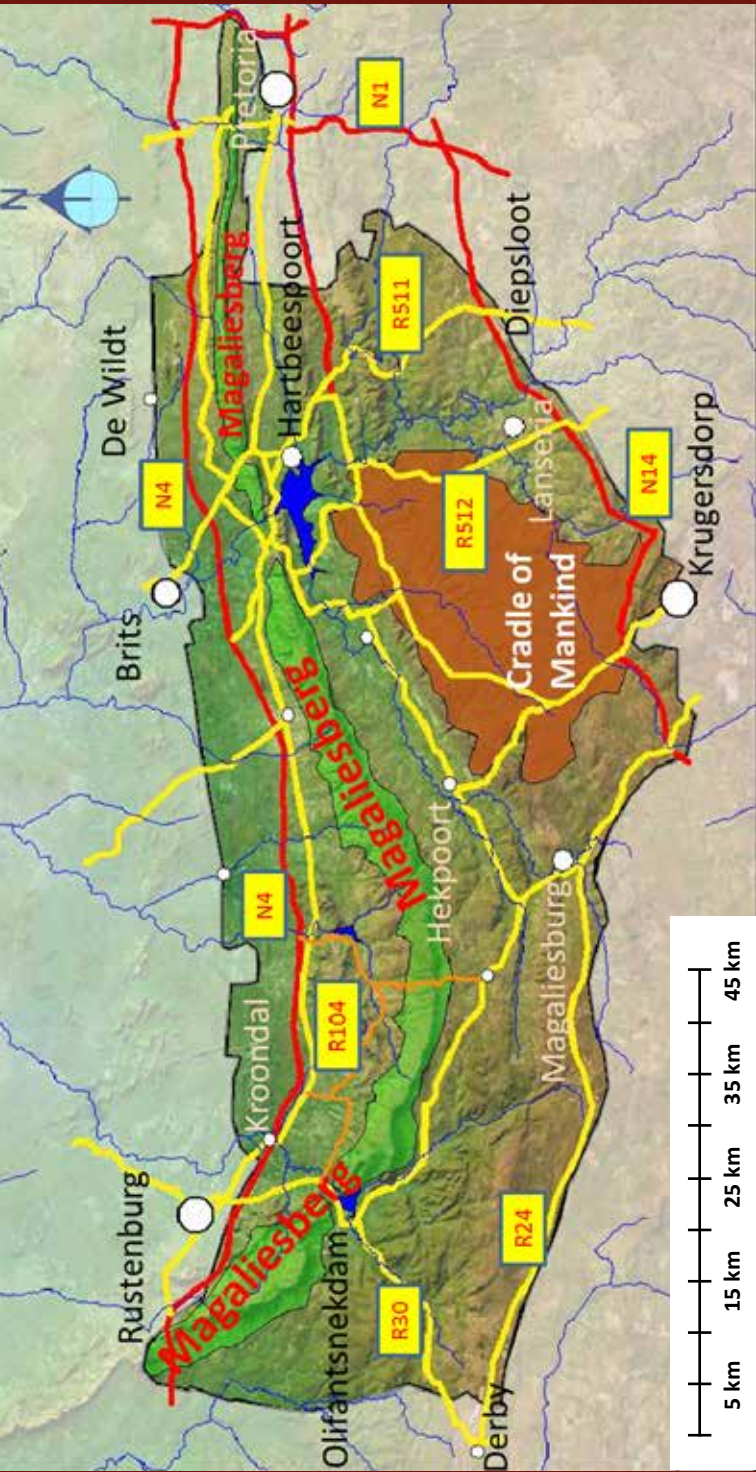 N
Pretoria
N1
Magaliesberg
Hartbeespoort
De Wildt
R511
Diepsloot
N4
Brits
R512
Lanseria
N14
Krugersdorp
Cradle of
Mankind
Magaliesberg
Hekpoort
N4
Kroondal
R104
Magaliesburg
Rustenburg
Magaliesberg
Olifantsnekdam
R30
R24
Derby
5 km 15 km 25 km 35 km 45 km